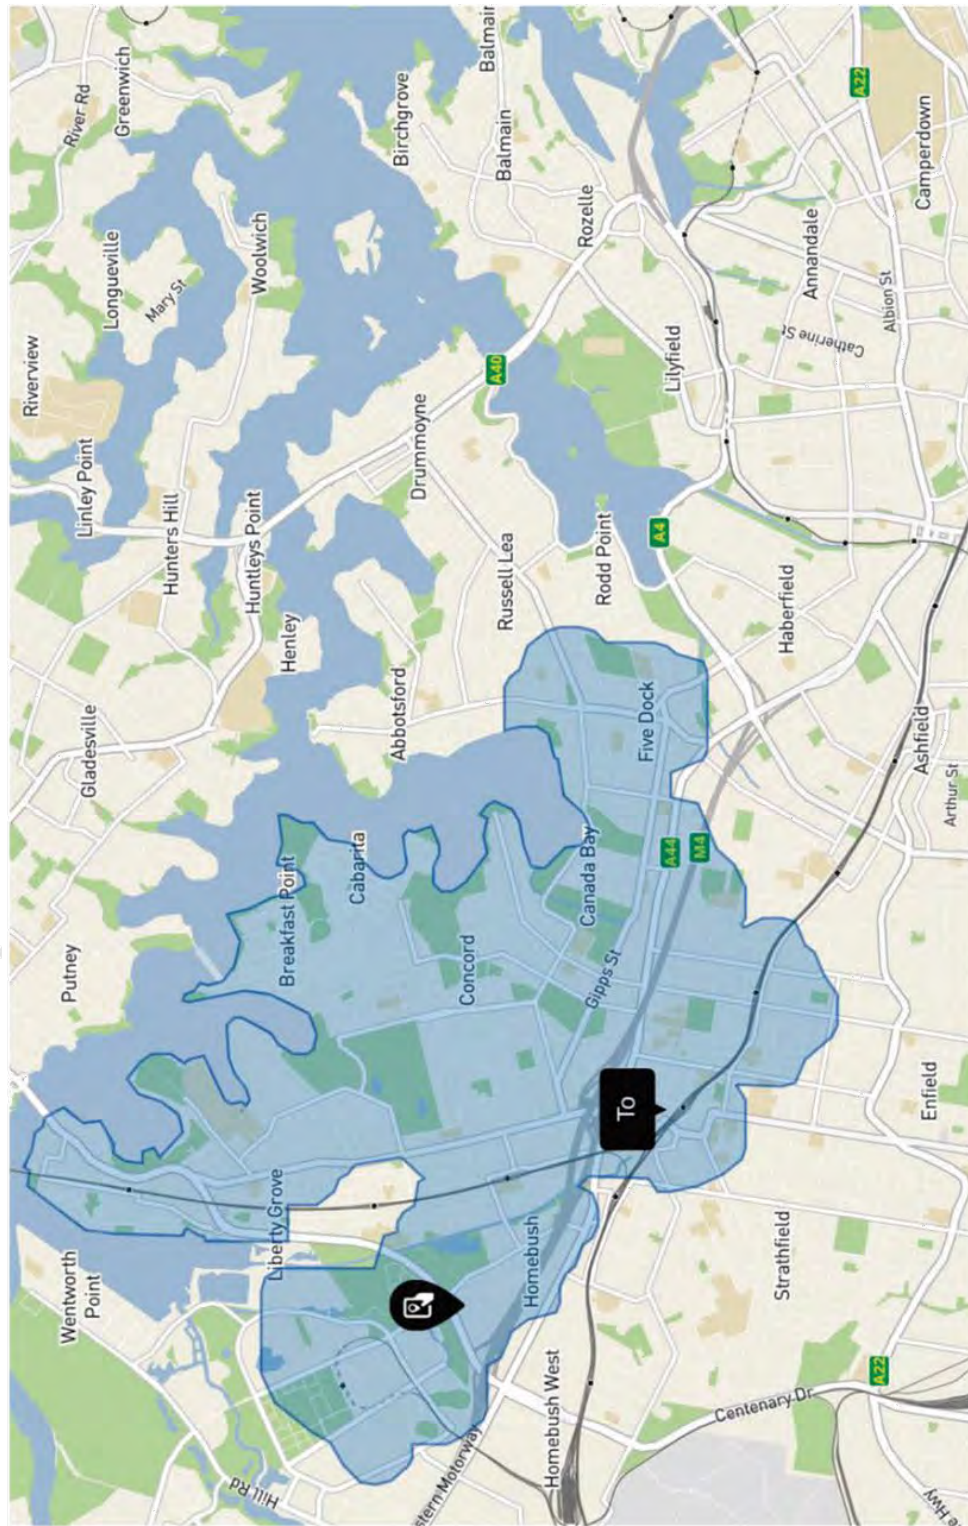 Wentworth
Point
Putney
Gladesville
Linley Point
Riverview
River Rd
Longueville
Greenwich
Mary St
Hunters Hill
Huntleys Point
Woolwich
Hill Rd
Liberty Grove
Breakfast Point
Henley
Cabarita
Abbotsford
Drummoyne
Birchgrove
stern Motorway
Concord
A40
Balmain
Balmain
Homebush
Russell Lea
Homebush West
Canada Bay
Gipps St
Rodd Point
Rozelle
To
Five Dock
A44
A4
Lilyfield
M4
Centenary Dr
Strathfield
Haberfield
Annandale
Catherine St
A22
A22
Albion St
Enfield
Ashfield
Camperdown
Arthur St
e Hwy